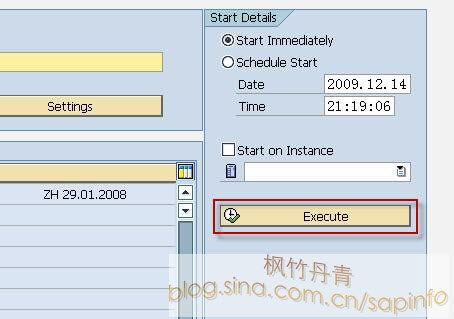 Start Details
Start Immediately
Schedule Start
Date 2009.12.14
Time 21:19:06
Settings
Start on Instance
ZH 29.01.2008
Execute
枫竹丹青
blog.sina.com.cn/sapinfo